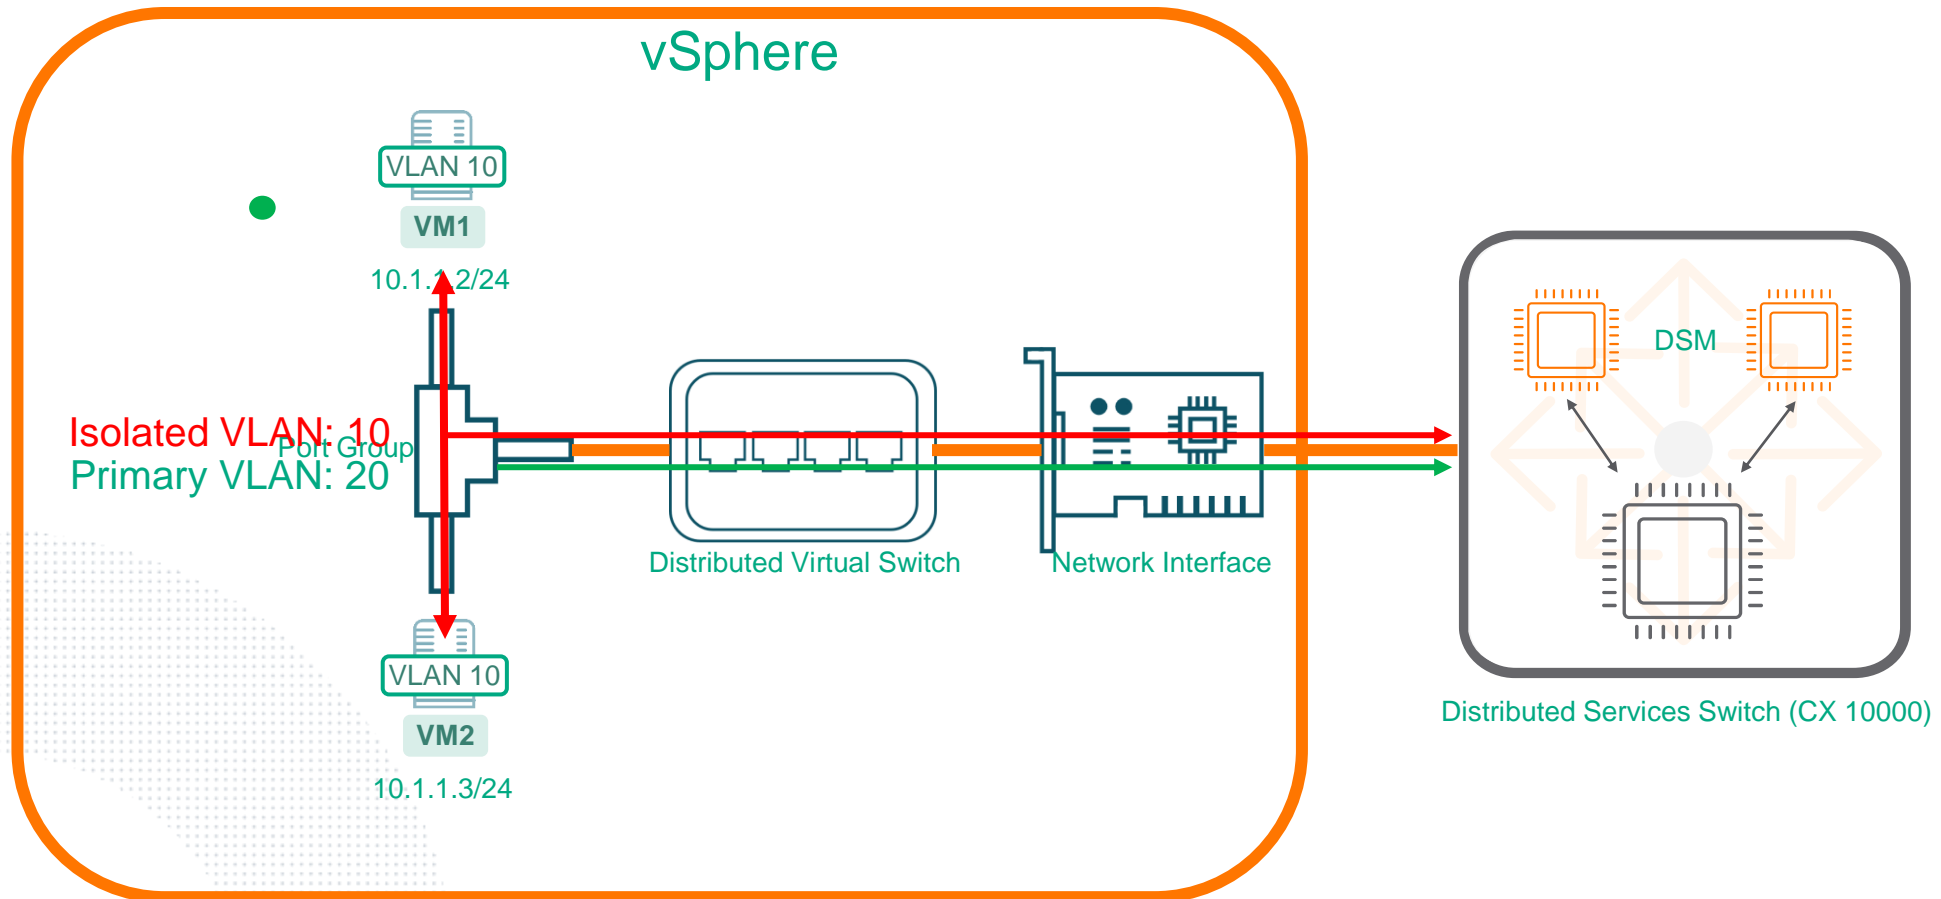 vSphere
VLAN 10
VM1
10.1.1.2/24
Isolated VLAN: 10
Port Group
Primary VLAN: 20
Distributed Virtual Switch
Network Interface
VLAN 10
VM2
10.1.1.3/24
DSM
Distributed Services Switch (CX 10000)